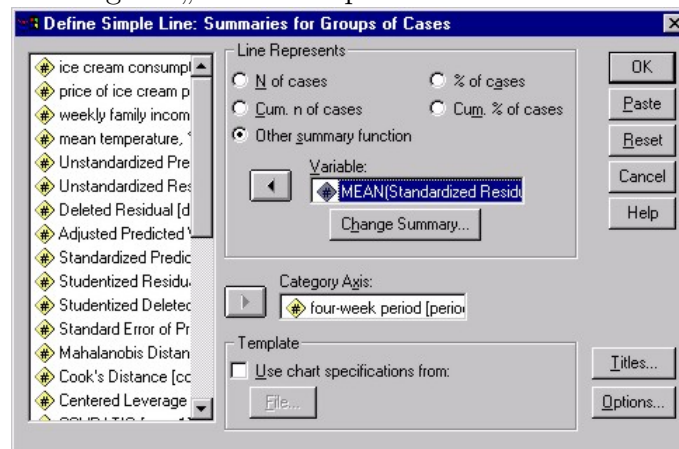 Define Simple Line: Summaries for Groups of Cases
ice cream consumpt
price of ice cream p
weekly family incom
mean temperature,
Unstandardized Pre
Unstandardized Res
Deleted Residual [d
Adjusted Predicted
Standardized Predic
Studentized Residu
Studentized Deletec
Standard Error of Pr
Mahalanobis Distan
Cook's Distance [cc
Centered Leverage
Line Represents
N of cases
% of cases
Cum. n of cases
Cum. % of cases
Other summary function
Variable:
MEAN(Standardized Residu
Change Summary...
Category Axis:
four-week period [perio
Template
Use chart specifications from:
File...
OK
Paste
Reset
Cancel
Help
Titles...
Options...